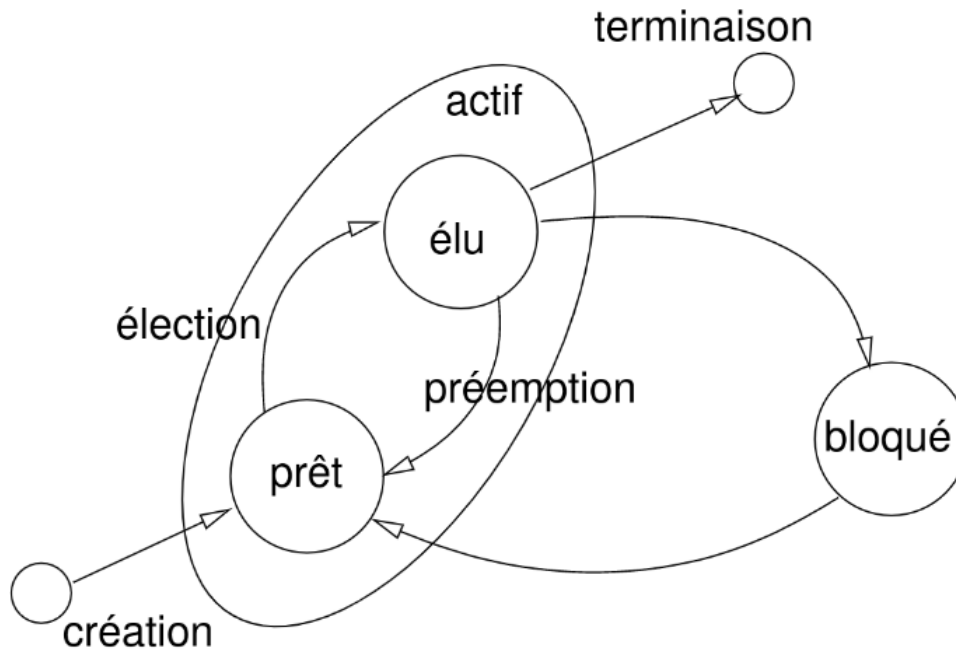 terminaison
actif
élu
élection
préemption
bloqué
prêt
création